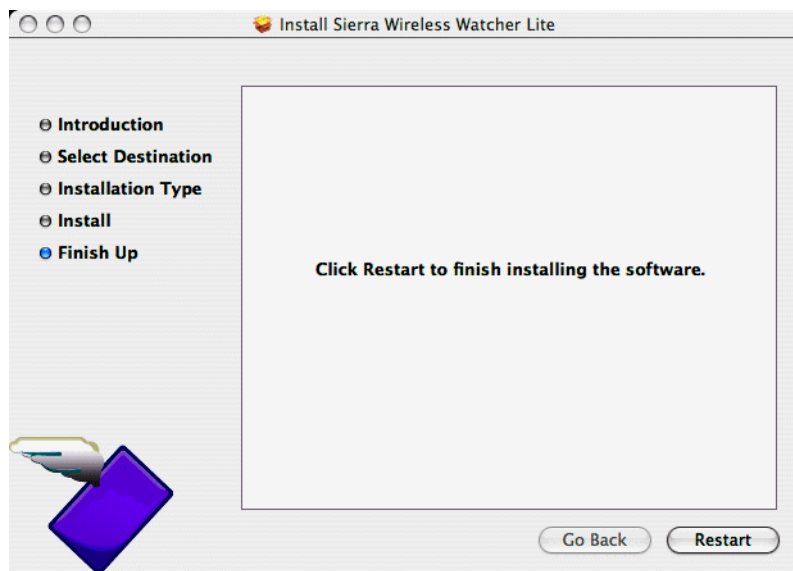 Install Sierra Wireless Watcher Lite
Introduction
Select Destination
Installation Type
Install
Finish Up
Click Restart to finish installing the software.
Go Back
Restart